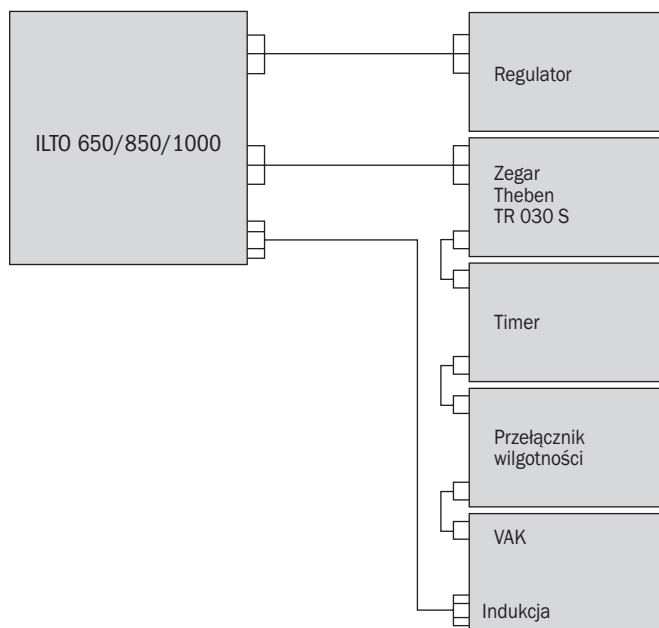 ILTO 650/850/1000
Regulator
Zegar
Theben
TR 030 S
Timer
Przełącznik
wilgotności
VAK
Indukcja